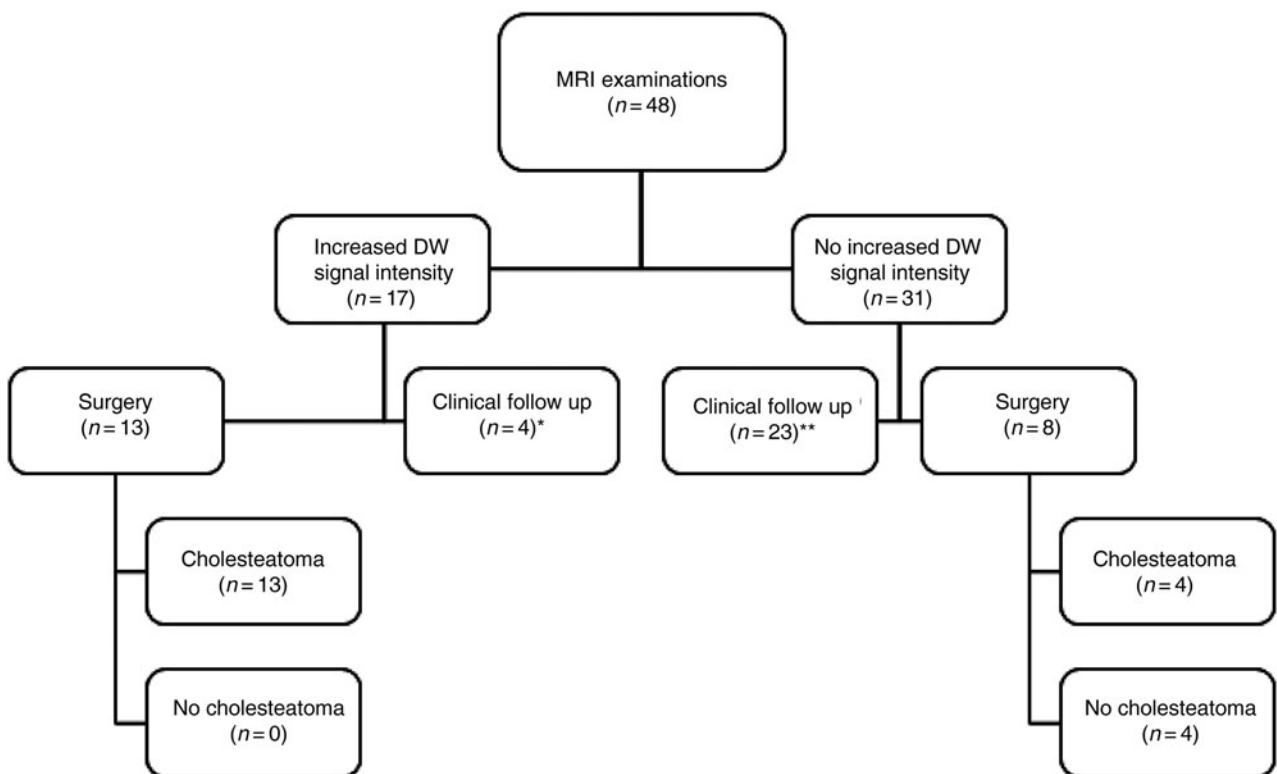 MRI examinations
(n=48)
Increased DW
signal intensity
(n=17)
No increased DW
signal intensity
(n=31)
Surgery
(n=13)
Clinical follow up
(n=4)*
Clinical follow up
(n=23)**
Surgery
(n=8)
Cholesteatoma
(n=13)
Cholesteatoma
(n=4)
No cholesteatoma
(n=0)
No cholesteatoma
(n=4)